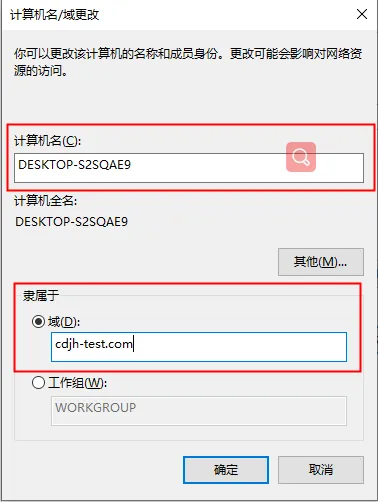 计算机名/域更改
你可以更改该计算机的名称和成员身份。更改可能会影响对网络资
源的访问。
计算机名(C):
DESKTOP-S2SQAE9
计算机全名:
DESKTOP-S2SQAE9
其他(M)...
隶属于
域(D):
cdjh-test.com
工作组(W):
WORKGROUP
确定
取消